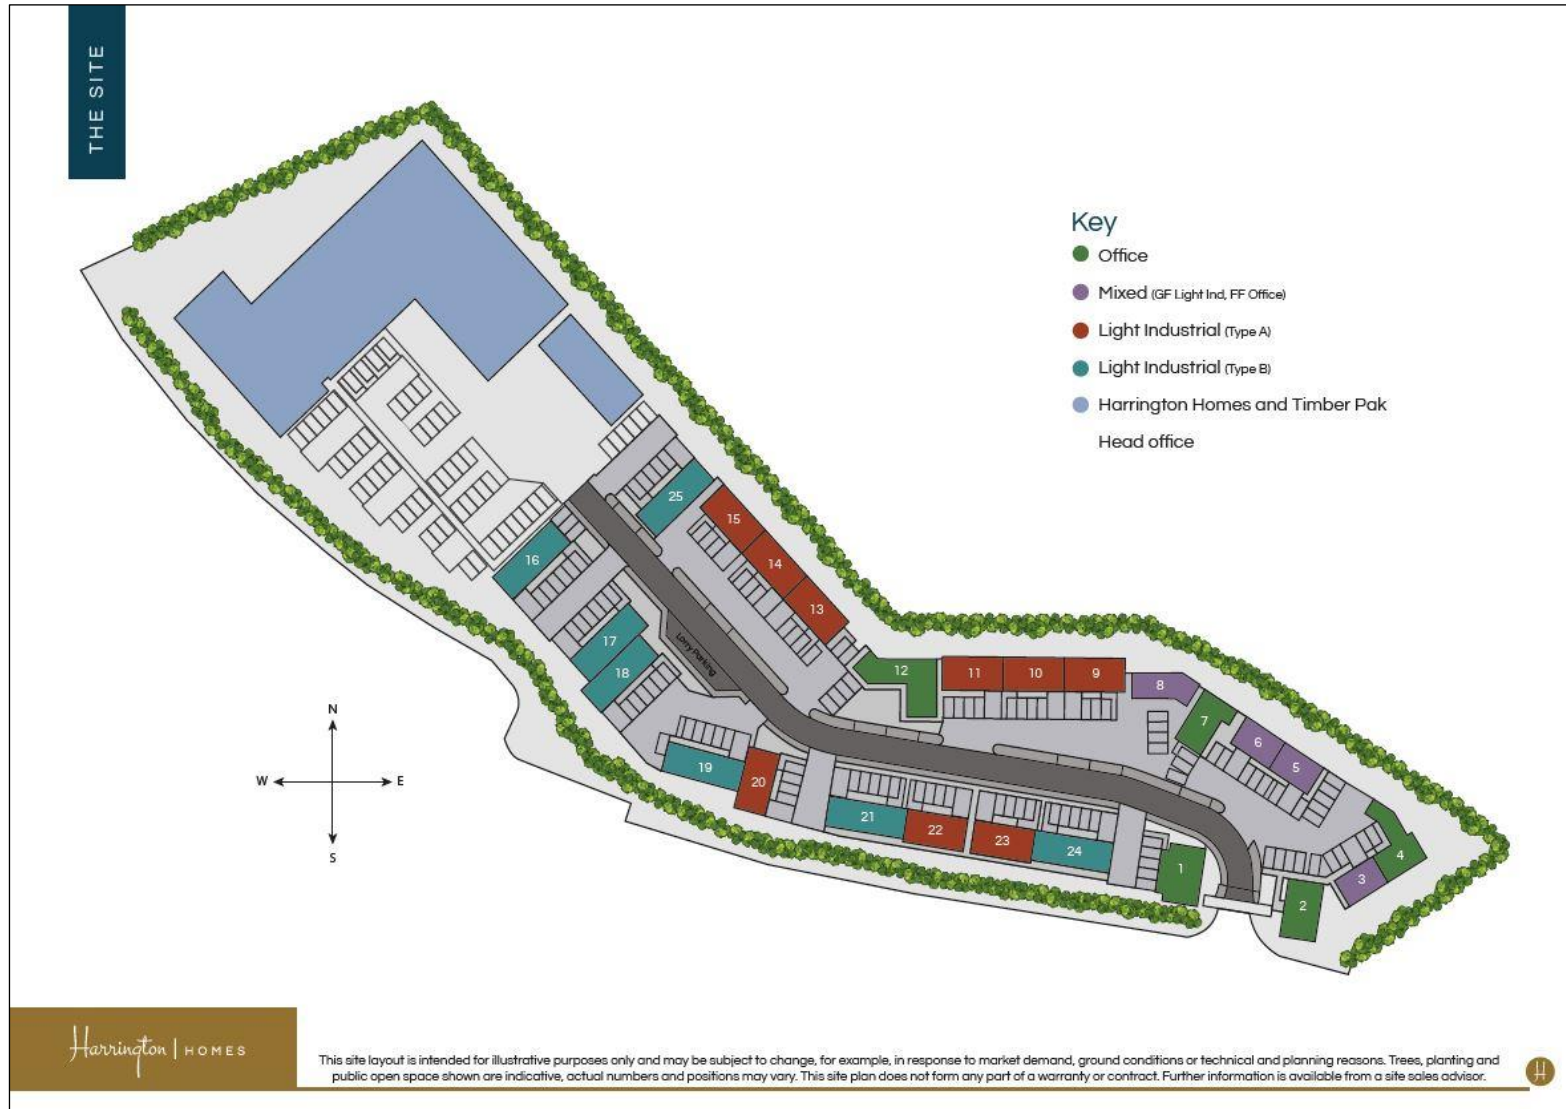 THE SITE
Key
Office
Mixed (GF Light Ind, FF Office)
Light Industrial (Type A)
Light Industrial (Type B)
Harrington Homes and Timber Pak
Head office
25
15
16
14
13
17
18
Lorry Parking
12
11
10
9
8
7
6
5
19
20
21
22
23
24
1
4
3
2
N
W
E
S
Harrington | HOMES
This site layout is intended for illustrative purposes only and may be subject to change, for example, in response to market demand, ground conditions or technical and planning reasons. Trees, planting and
public open space shown are indicative, actual numbers and positions may vary. This site plan does not form any part of a warranty or contract. Further information is available from a site sales advisor.
H